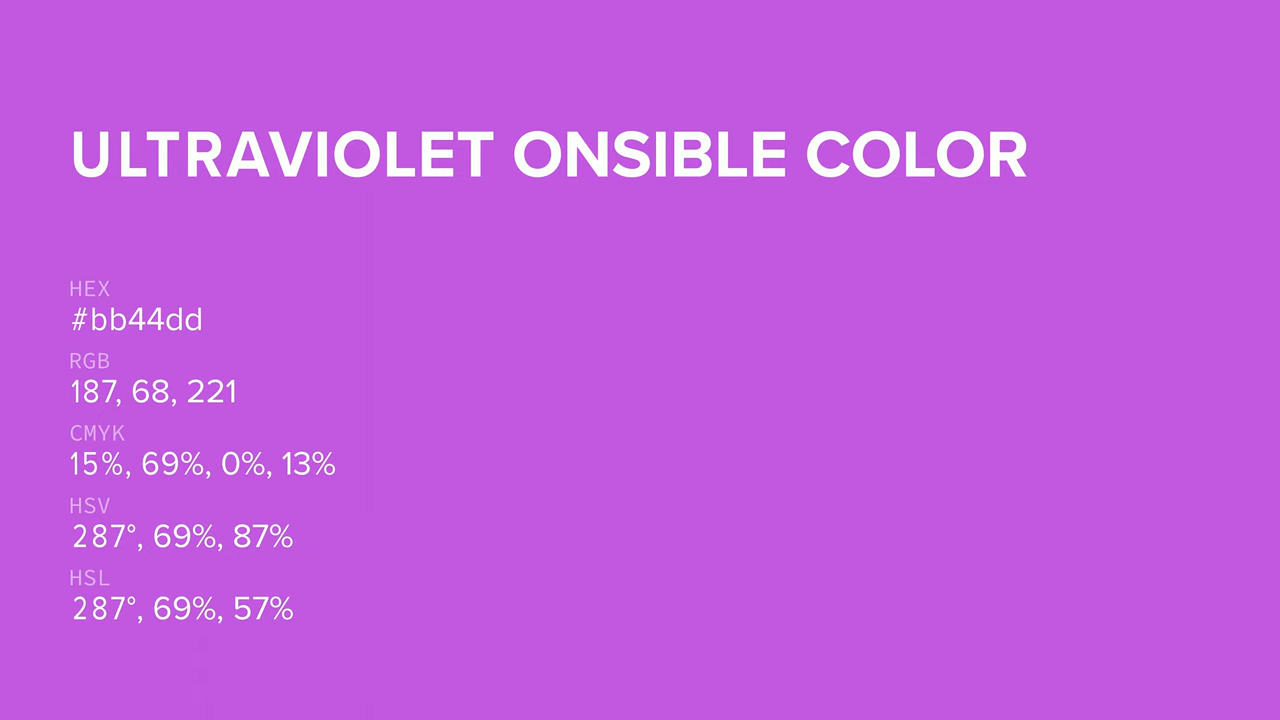 ULTRAVIOLET ONSIBLE COLOR
HEX
#bb44dd
RGB
187, 68, 221
CMYK
15%, 69%, 0%, 13%
HSV
287°, 69%, 87%
HSL
287°, 69%, 57%